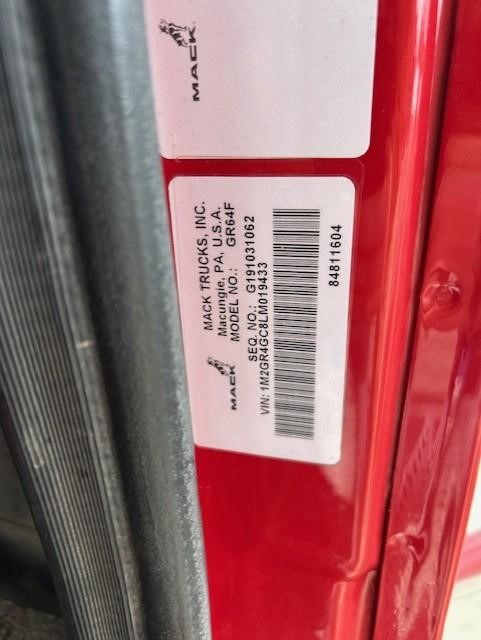 MACK
MACK TRUCKS, INC.
Macungie, PA, U.S.A.
MODEL NO.: GR64F
SEQ. NO.: G191031062
MACK
VIN: 1M2GR4GC8LM019433
84811604